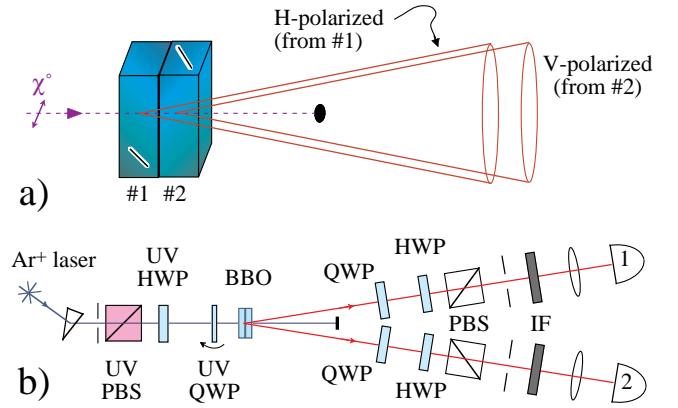 H-polarized
(from #1)
V-polarized
(from #2)
χ°
#1 #2
a)
Ar⁺ laser
UV
HWP
BBO
QWP
HWP
1
PBS
IF
UV
PBS
UV
QWP
QWP
HWP
2
b)